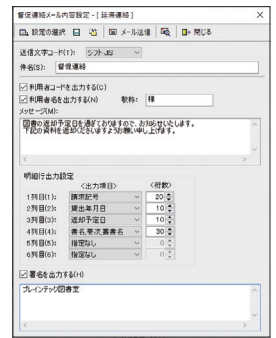 督促連絡メール内容設定 - [ 延滞連絡 ]
設定の選択 メール送信 閉じる
送信文字コード(T): シフトJIS
件名(S): 督促連絡
利用者コードを出力する(C)
利用者名を出力する(N) 敬称: 様
メッセージ(M):
図書の返却予定日を過ぎておりますので、お知らせいたします。
下記の資料を返却くださいますようお願い申し上げます。
明細行出力設定
<出力項目> <桁数>
1列目(1): 請求記号 20
2列目(2): 貸出年月日 10
3列目(3): 返却予定日 10
4列目(4): 書名,巻次,叢書名 30
5列目(5): 指定なし 0
6列目(6): 指定なし 0
署名を出力する(H)
ブレインテック図書室